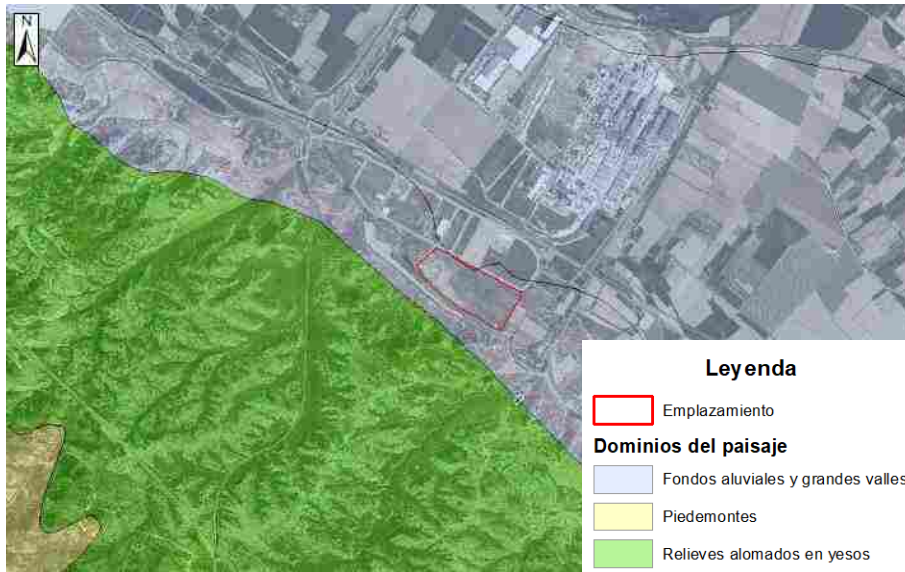 N
Leyenda
Emplazamiento
Dominios del paisaje
Fondos aluviales y grandes valles
Piedemontes
Relieves alomados en yesos